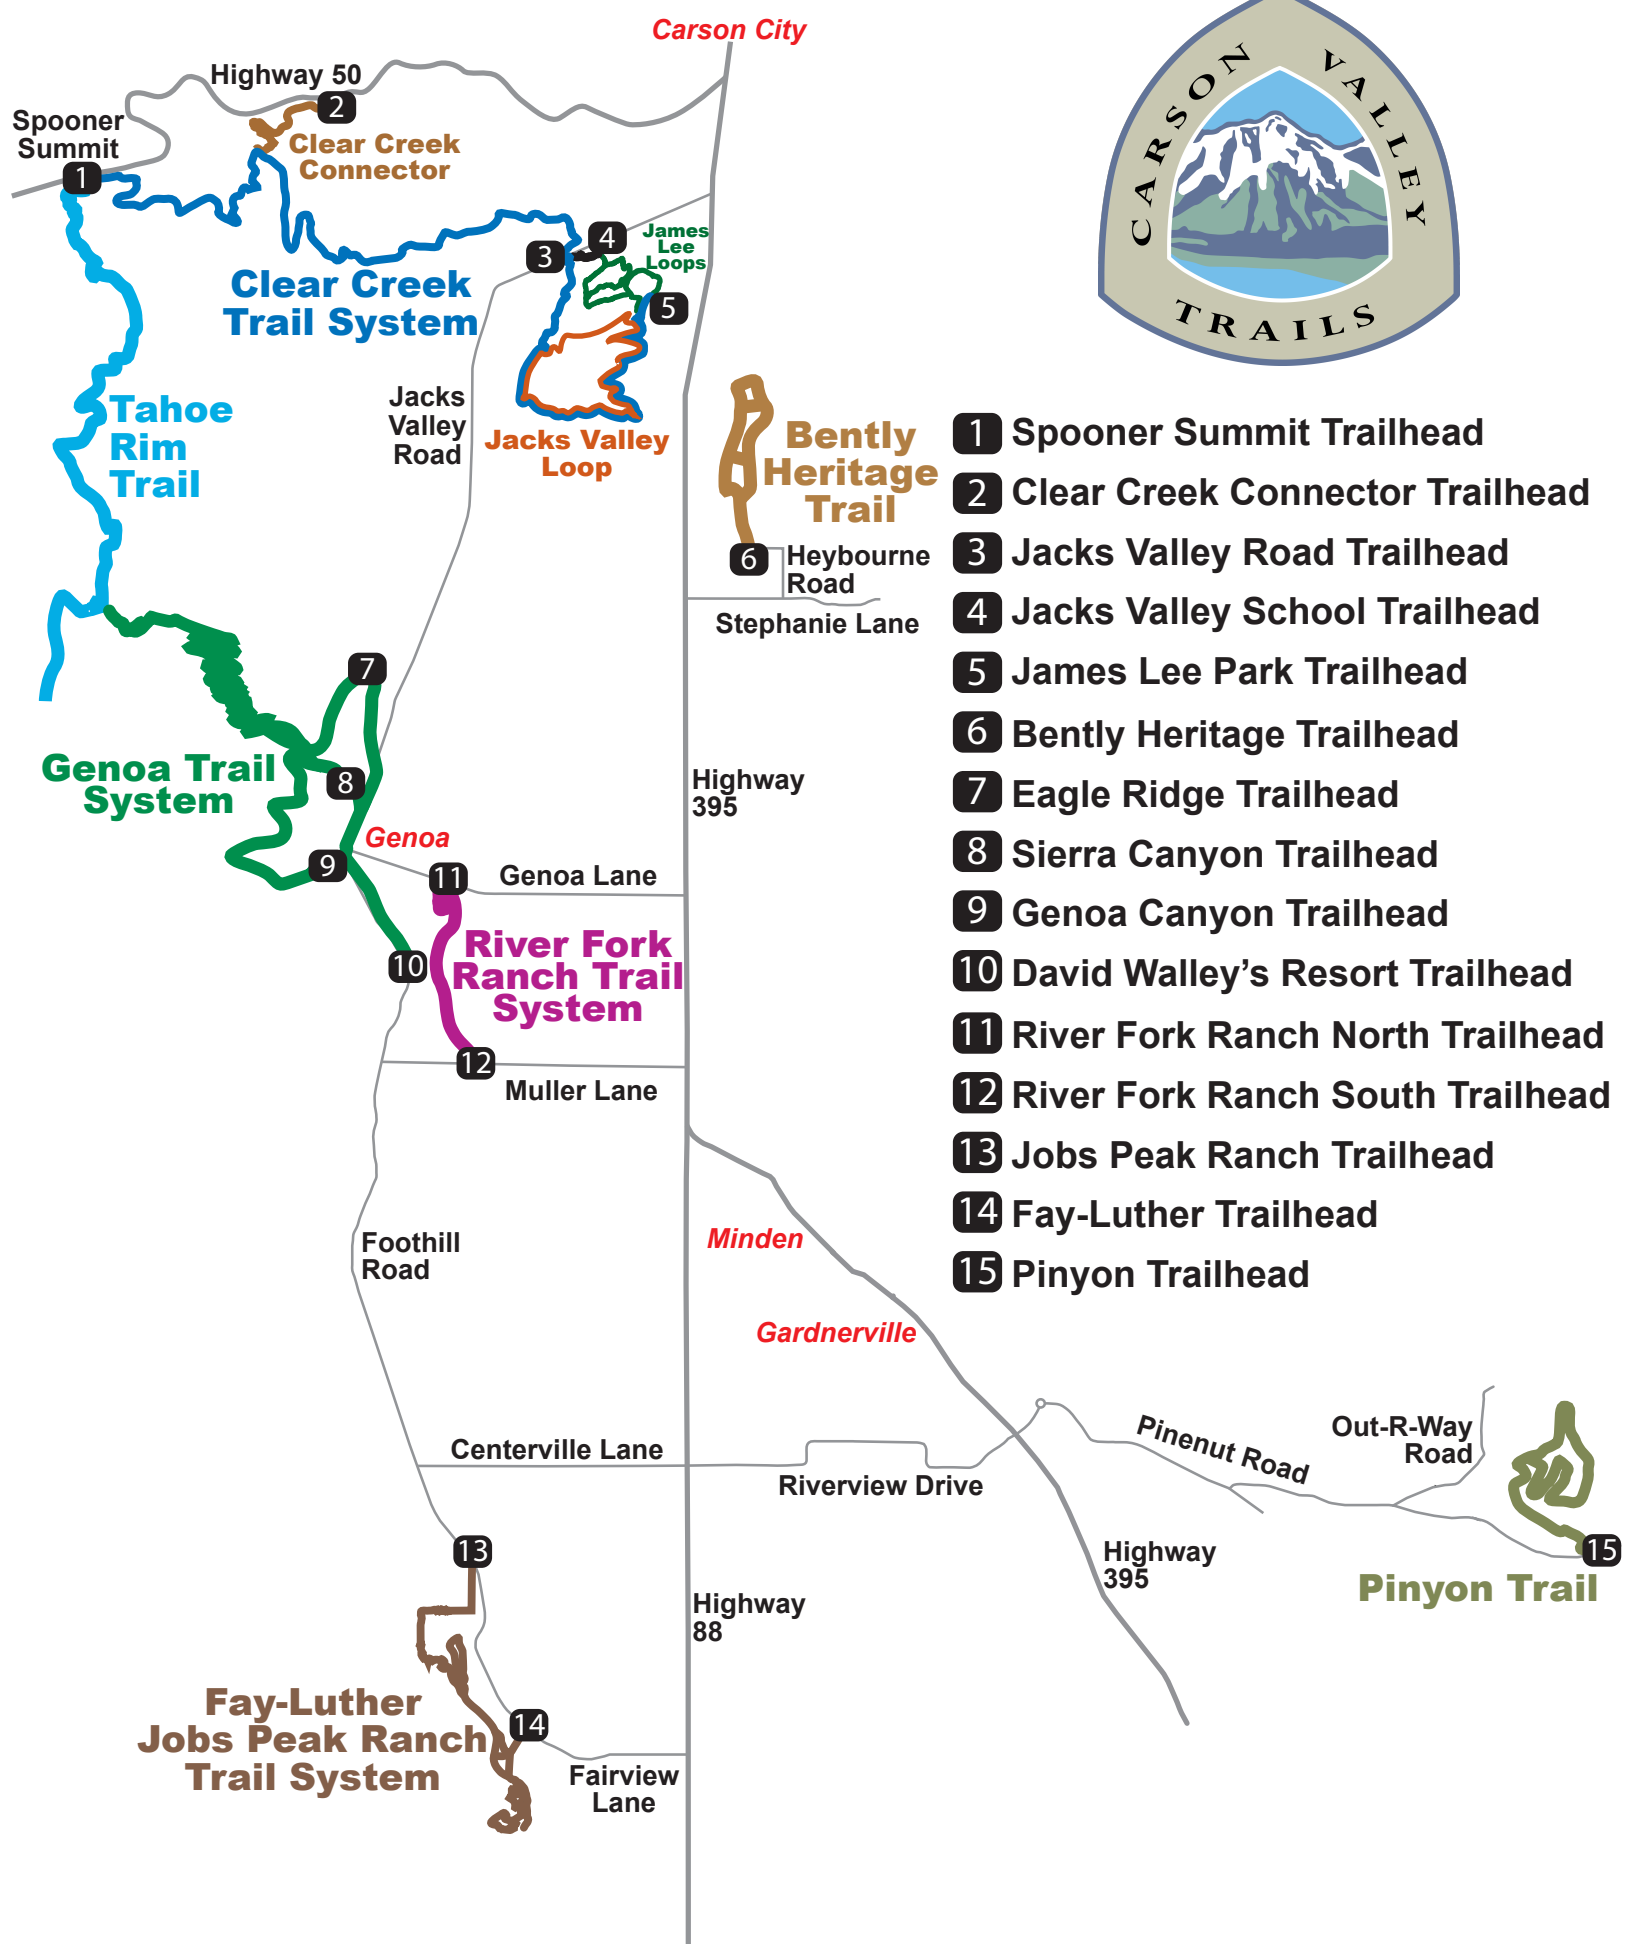 Carson City
Highway 50
2
Spooner
Summit
1
Clear Creek
Connector
CARSON VALLEY
TRAILS
James
Lee
Loops
4
3
5
Clear Creek
Trail System
Jacks
Valley
Road
Tahoe
Rim
Trail
Jacks Valley
Loop
Bently
Heritage
Trail
6
Heybourne
Road
Stephanie Lane
7
Genoa Trail
System
8
Highway
395
Genoa
9
11
Genoa Lane
10
River Fork
Ranch Trail
System
12
Muller Lane
Foothill
Road
Minden
Gardnerville
Centerville Lane
Riverview Drive
Pinenut Road
Out-R-Way
Road
13
Highway
395
15
Pinyon Trail
Highway
88
Fay-Luther
Jobs Peak Ranch
Trail System
14
Fairview
Lane
1 Spooner Summit Trailhead
2 Clear Creek Connector Trailhead
3 Jacks Valley Road Trailhead
4 Jacks Valley School Trailhead
5 James Lee Park Trailhead
6 Bently Heritage Trailhead
7 Eagle Ridge Trailhead
8 Sierra Canyon Trailhead
9 Genoa Canyon Trailhead
10 David Walley’s Resort Trailhead
11 River Fork Ranch North Trailhead
12 River Fork Ranch South Trailhead
13 Jobs Peak Ranch Trailhead
14 Fay-Luther Trailhead
15 Pinyon Trailhead